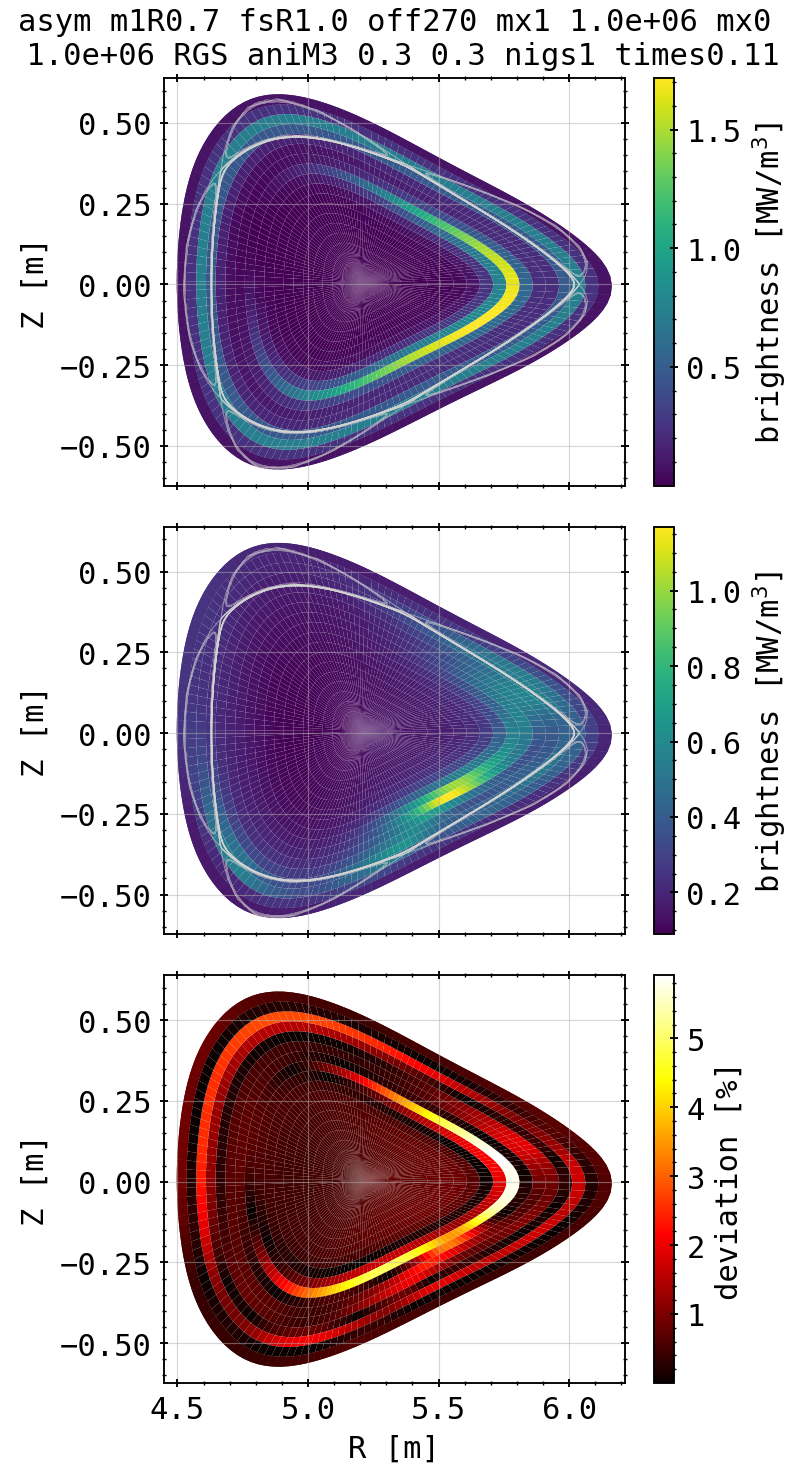 asym m1R0.7 fsR1.0 off270 mx1 1.0e+06 mx0
1.0e+06 RGS aniM3 0.3 0.3 nigs1 times0.11
0.50
0.25
0.00
−0.25
−0.50
Z [m]
1.5
1.0
0.5
brightness [MW/m³]
0.50
0.25
0.00
−0.25
−0.50
Z [m]
1.0
0.8
0.6
0.4
0.2
brightness [MW/m³]
0.50
0.25
0.00
−0.25
−0.50
Z [m]
5
4
3
2
1
deviation [%]
4.5 5.0 5.5 6.0
R [m]